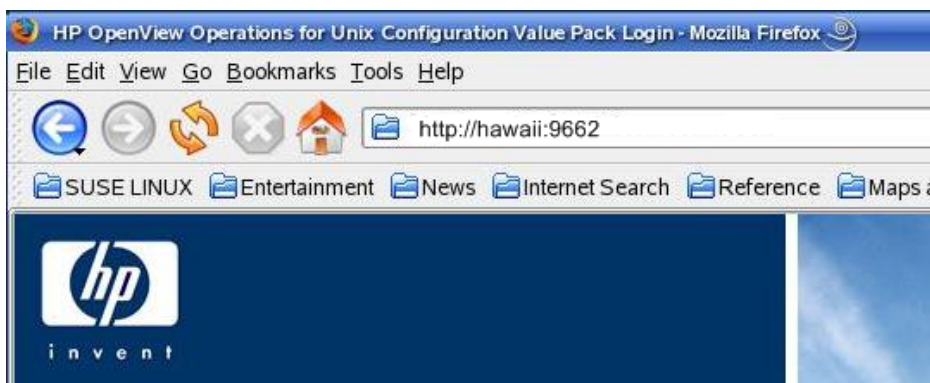 HP OpenView Operations for Unix Configuration Value Pack Login - Mozilla Firefox
File Edit View Go Bookmarks Tools Help
http://hawaii:9662
SUSE LINUX Entertainment News Internet Search Reference Maps a
hp
invent